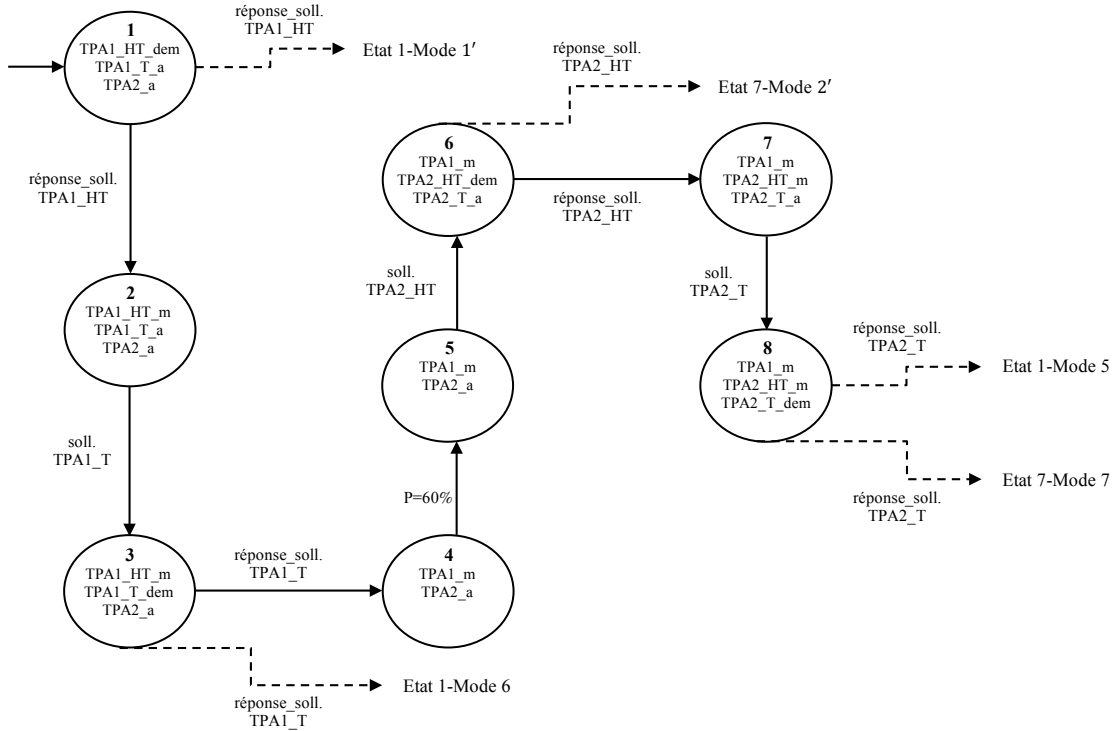 1
TPA1_HT_dem
TPA1_T_a
TPA2_a
réponse_soll.
TPA1_HT
Etat 1-Mode 1′
réponse_soll.
TPA1_HT
2
TPA1_HT_m
TPA1_T_a
TPA2_a
soll.
TPA1_T
3
TPA1_HT_m
TPA1_T_dem
TPA2_a
réponse_soll.
TPA1_T
Etat 1-Mode 6
réponse_soll.
TPA1_T
4
TPA1_m
TPA2_a
P=60%
5
TPA1_m
TPA2_a
soll.
TPA2_HT
6
TPA1_m
TPA2_HT_dem
TPA2_T_a
réponse_soll.
TPA2_HT
Etat 7-Mode 2′
réponse_soll.
TPA2_HT
7
TPA1_m
TPA2_HT_m
TPA2_T_a
soll.
TPA2_T
8
TPA1_m
TPA2_HT_m
TPA2_T_dem
réponse_soll.
TPA2_T
Etat 1-Mode 5
Etat 7-Mode 7
réponse_soll.
TPA2_T